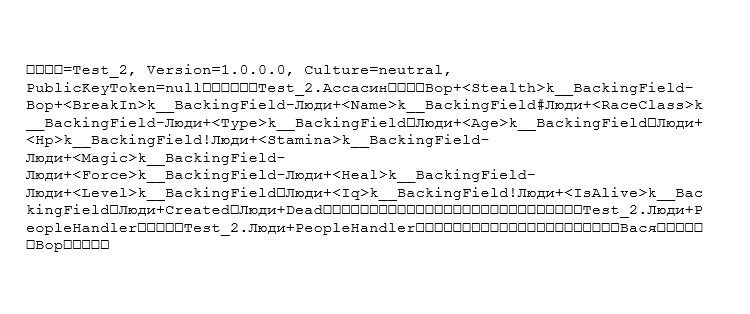 □□□□=Test_2, Version=1.0.0.0, Culture=neutral,
PublicKeyToken=null□□□□□□Test_2.Ассасин□□□□Вор+<Stealth>k__BackingField-
Вор+<BreakIn>k__BackingField-Люди+<Name>k__BackingField#Люди+<RaceClass>k
__BackingField-Люди+<Type>k__BackingField□Люди+<Age>k__BackingField□Люди+
<Hp>k__BackingField!Люди+<Stamina>k__BackingField-
Люди+<Magic>k__BackingField-
Люди+<Force>k__BackingField-Люди+<Heal>k__BackingField-
Люди+<Level>k__BackingField□Люди+<Iq>k__BackingField!Люди+<IsAlive>k__Bac
kingField□Люди+Created□Люди+Dead□□□□□□□□□□□□□□□□□□□□□□□□□□□□Test_2.Люди+P
eopleHandler□□□□□Test_2.Люди+PeopleHandler□□□□□□□□□□□□□□□□□□□□□□Вася□□□□□
□Вор□□□□□